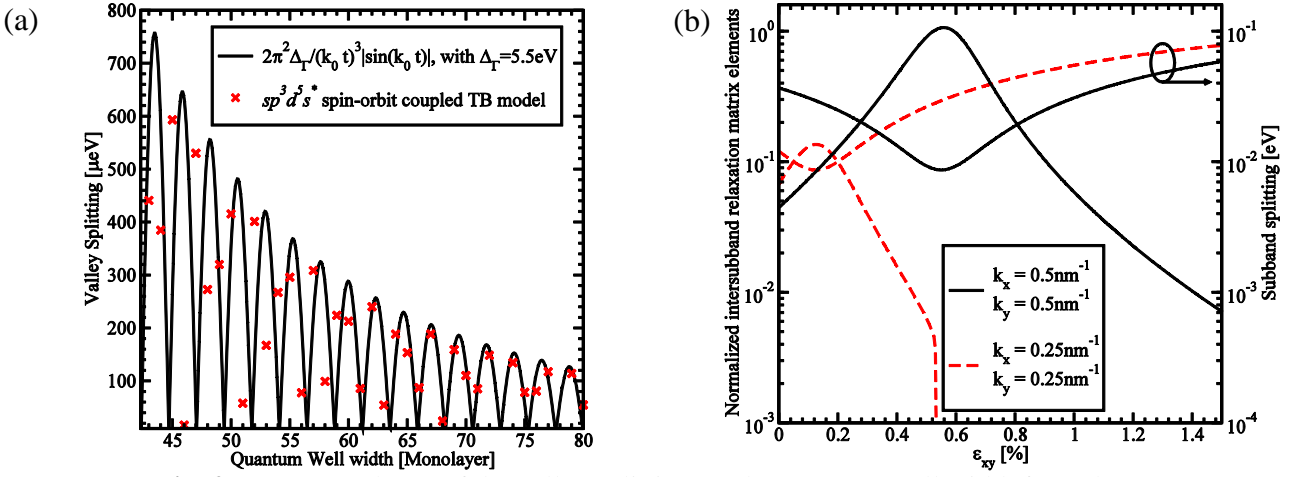 (a)
800
700
600
500
400
300
200
100
45 50 55 60 65 70 75 80
Valley Splitting [μeV]
Quantum Well width [Monolayer]
2π²Δ_Γ/(k₀ t)³|sin(k₀ t)|, with Δ_Γ=5.5eV
sp³d⁵s* spin-orbit coupled TB model
(b)
Normalized intersubband relaxation matrix elements
10⁰
10⁻¹
10⁻²
10⁻³
0 0.2 0.4 0.6 0.8 1 1.2 1.4
ε_xy [%]
10⁻¹
10⁻²
10⁻³
10⁻⁴
Subband splitting [eV]
k_x = 0.5nm⁻¹
k_y = 0.5nm⁻¹
k_x = 0.25nm⁻¹
k_y = 0.25nm⁻¹